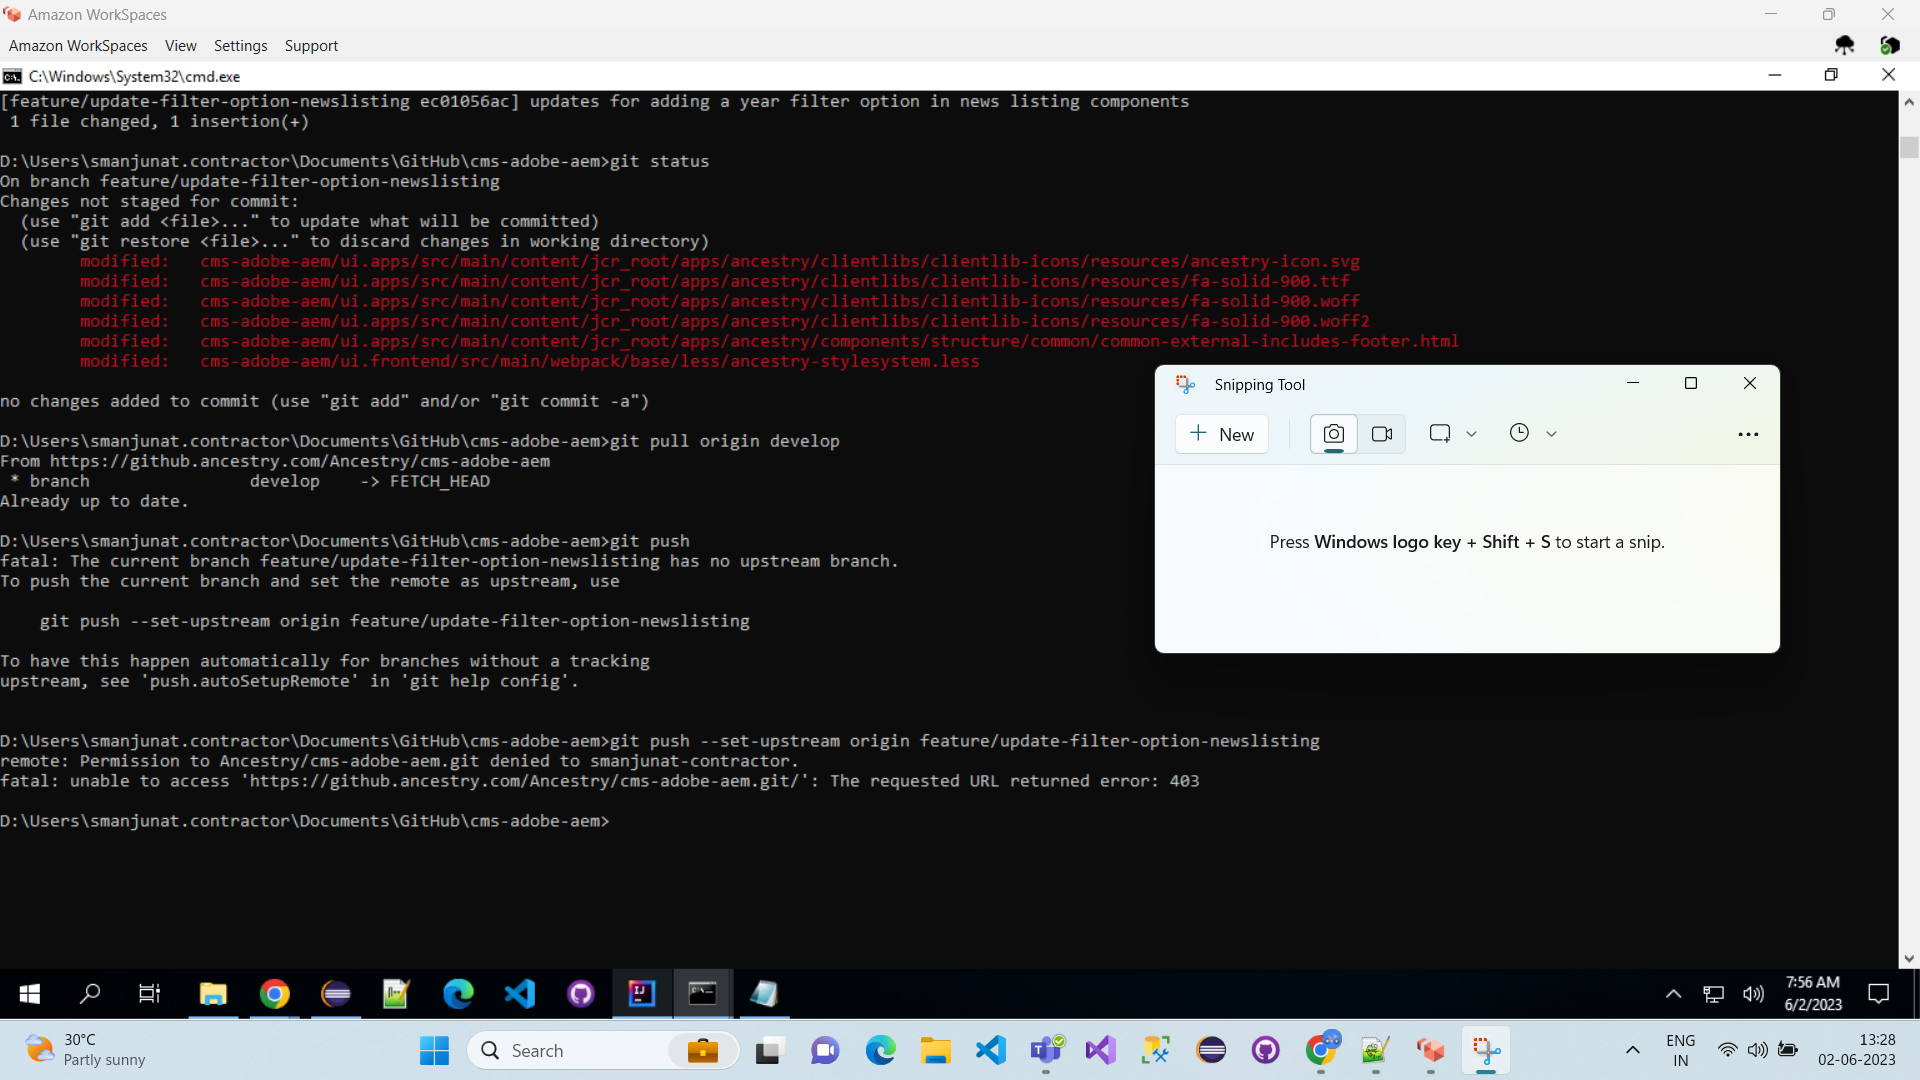 Amazon WorkSpaces
Amazon WorkSpaces View Settings Support
C:\Windows\System32\cmd.exe
[feature/update-filter-option-newslisting ec01056ac] updates for adding a year filter option in news listing components
1 file changed, 1 insertion(+)
D:\Users\smanjunat.contractor\Documents\GitHub\cms-adobe-aem>git status
On branch feature/update-filter-option-newslisting
Changes not staged for commit:
(use "git add <file>..." to update what will be committed)
(use "git restore <file>..." to discard changes in working directory)
modified: cms-adobe-aem/ui.apps/src/main/content/jcr_root/apps/ancestry/clientlibs/clientlib-icons/resources/ancestry-icon.svg
modified: cms-adobe-aem/ui.apps/src/main/content/jcr_root/apps/ancestry/clientlibs/clientlib-icons/resources/fa-solid-900.ttf
modified: cms-adobe-aem/ui.apps/src/main/content/jcr_root/apps/ancestry/clientlibs/clientlib-icons/resources/fa-solid-900.woff
modified: cms-adobe-aem/ui.apps/src/main/content/jcr_root/apps/ancestry/clientlibs/clientlib-icons/resources/fa-solid-900.woff2
modified: cms-adobe-aem/ui.apps/src/main/content/jcr_root/apps/ancestry/components/structure/common/common-external-includes-footer.html
modified: cms-adobe-aem/ui.frontend/src/main/webpack/base/less/ancestry-stylesystem.less
no changes added to commit (use "git add" and/or "git commit -a")
D:\Users\smanjunat.contractor\Documents\GitHub\cms-adobe-aem>git pull origin develop
From https://github.ancestry.com/Ancestry/cms-adobe-aem
* branch develop -> FETCH_HEAD
Already up to date.
D:\Users\smanjunat.contractor\Documents\GitHub\cms-adobe-aem>git push
fatal: The current branch feature/update-filter-option-newslisting has no upstream branch.
To push the current branch and set the remote as upstream, use
git push --set-upstream origin feature/update-filter-option-newslisting
To have this happen automatically for branches without a tracking
upstream, see 'push.autoSetupRemote' in 'git help config'.
D:\Users\smanjunat.contractor\Documents\GitHub\cms-adobe-aem>git push --set-upstream origin feature/update-filter-option-newslisting
remote: Permission to Ancestry/cms-adobe-aem.git denied to smanjunat-contractor.
fatal: unable to access 'https://github.ancestry.com/Ancestry/cms-adobe-aem.git/': The requested URL returned error: 403
D:\Users\smanjunat.contractor\Documents\GitHub\cms-adobe-aem>
Snipping Tool
New
Press Windows logo key + Shift + S to start a snip.
7:56 AM
6/2/2023
30°C
Partly sunny
Search
ENG
IN
13:28
02-06-2023